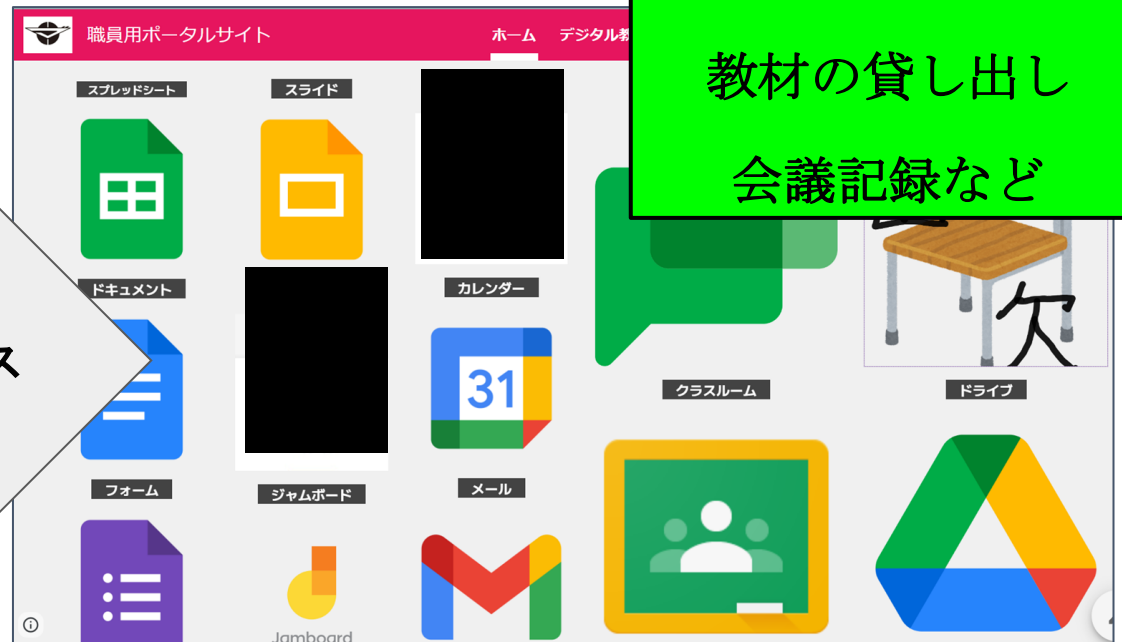 職員用ポータルサイト
ホーム
デジタル
教材の貸し出し
会議記録など
スプレッドシート
スライド
ドキュメント
カレンダー
31
欠
ス
クラスルーム
ドライブ
フォーム
ジャムボード
メール
Jamboard